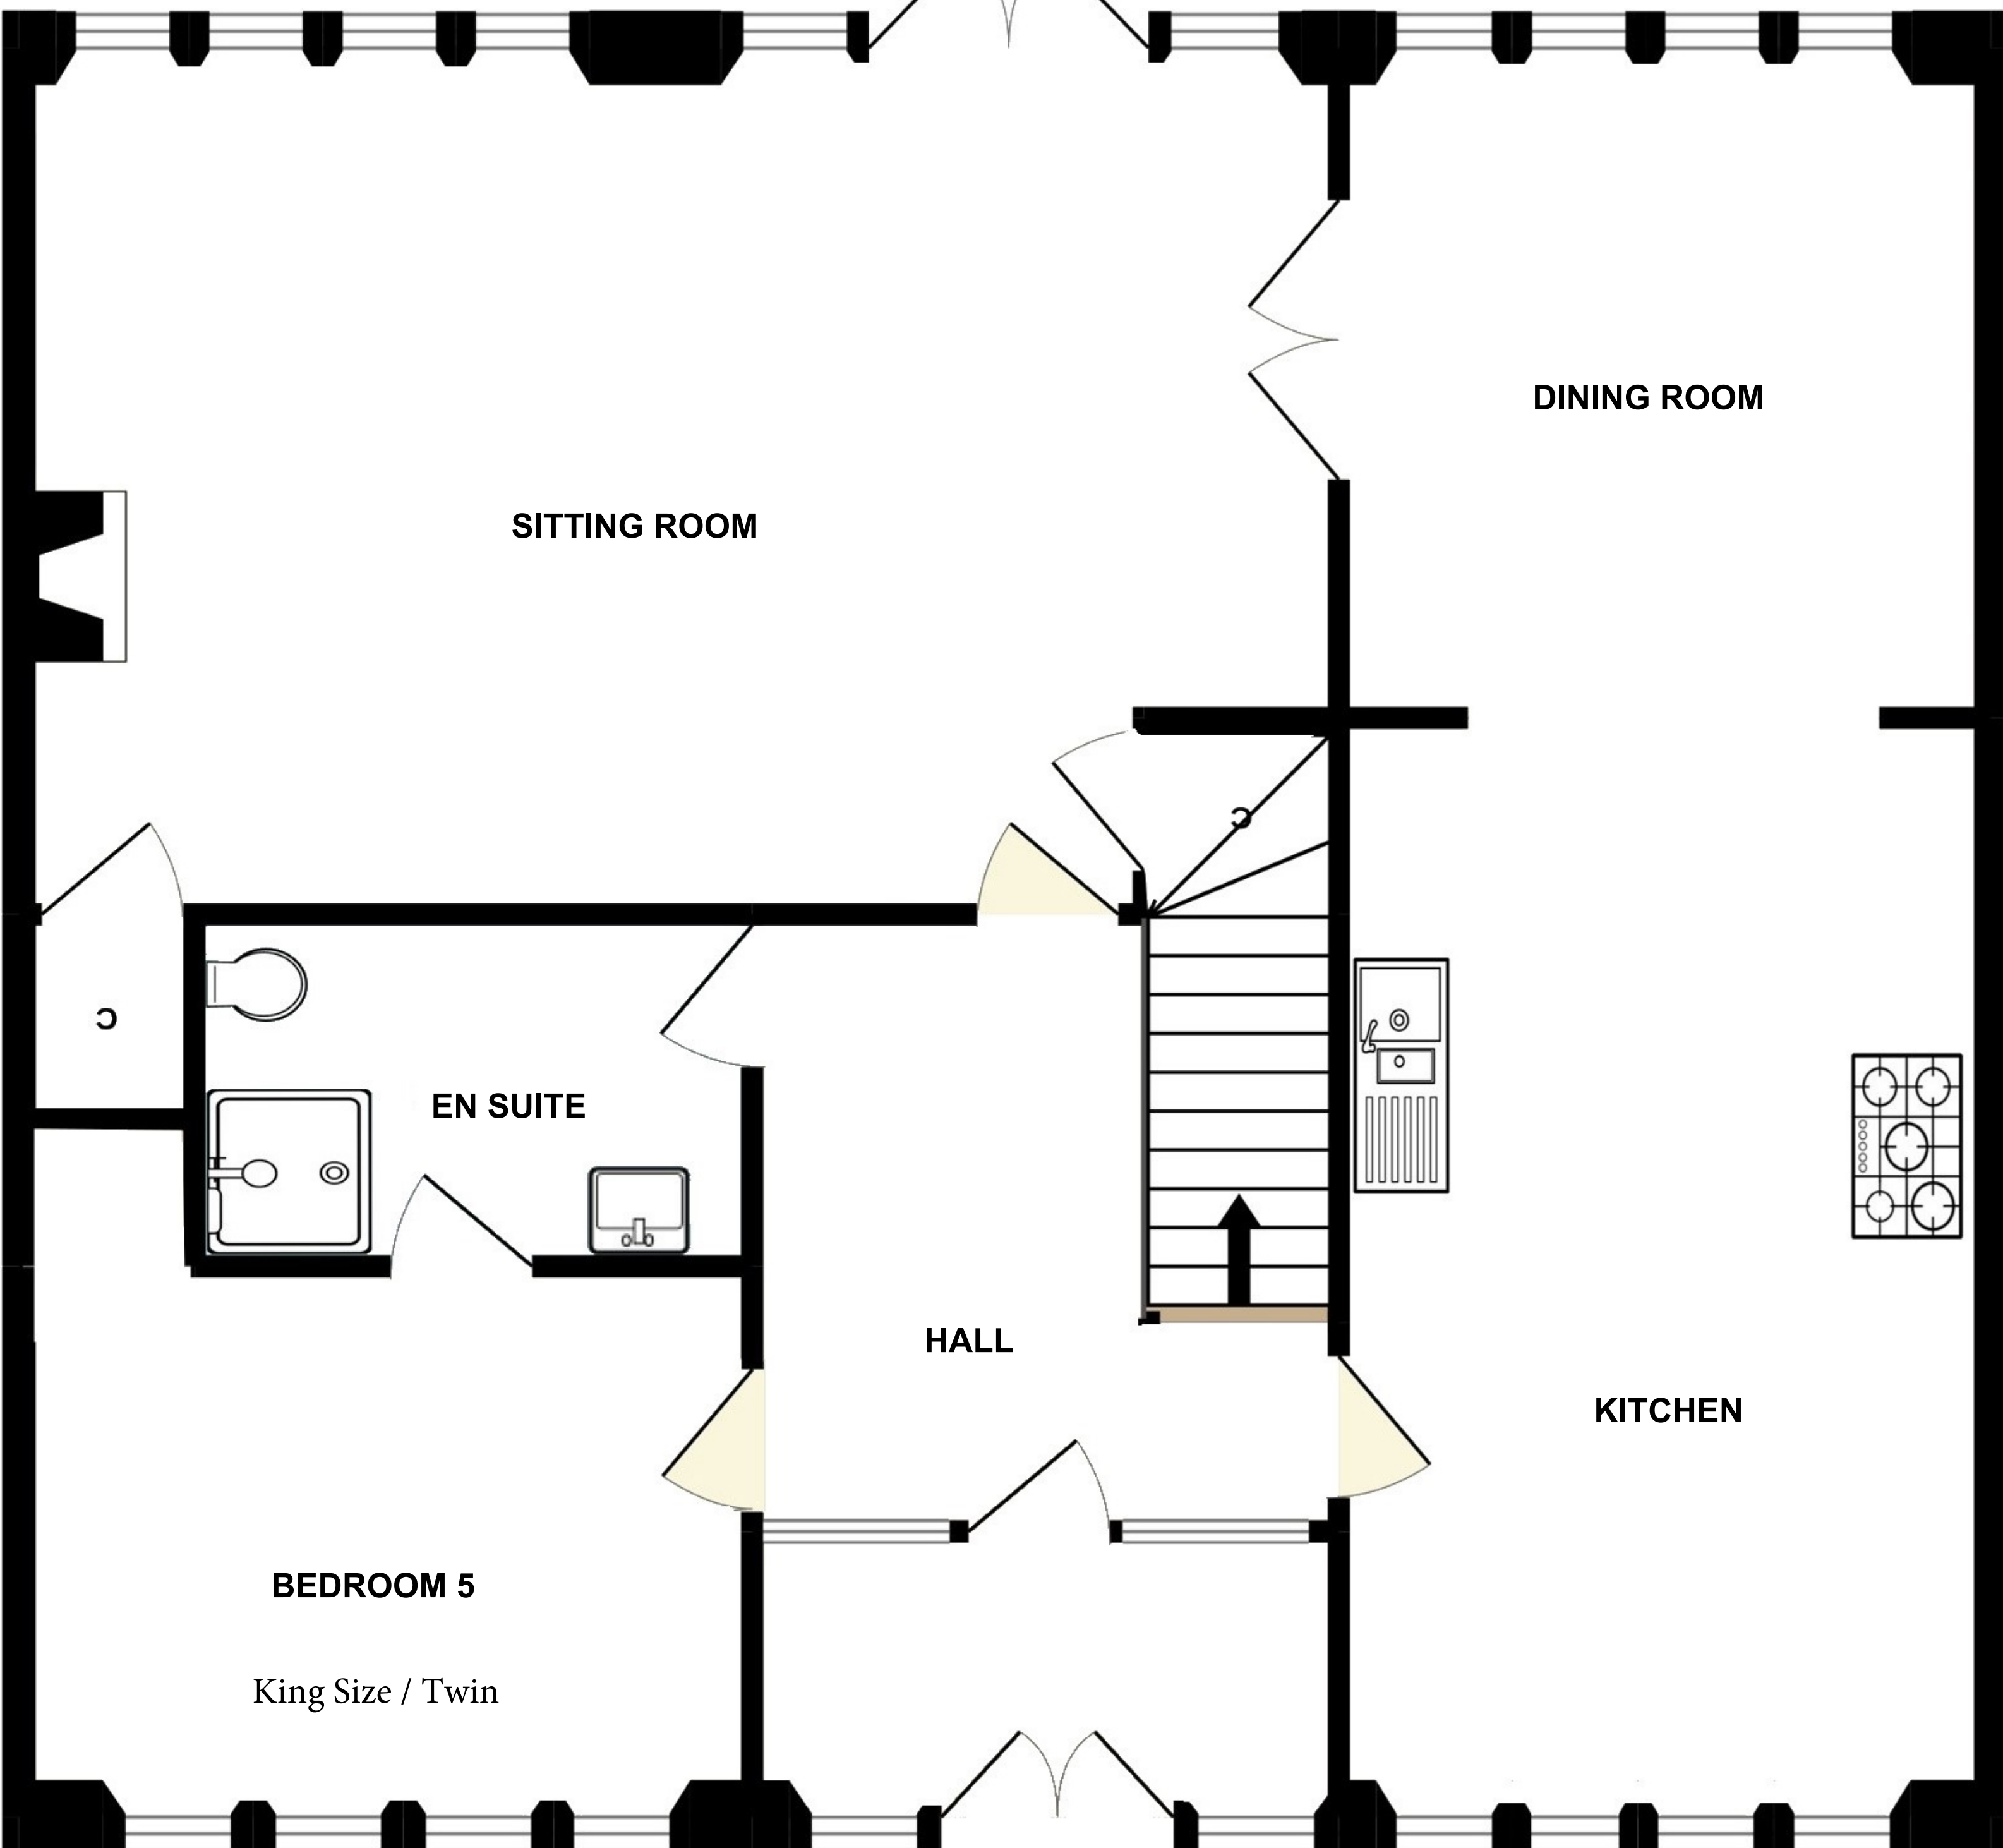 DINING ROOM
SITTING ROOM
C
C
EN SUITE
HALL
KITCHEN
BEDROOM 5
King Size / Twin